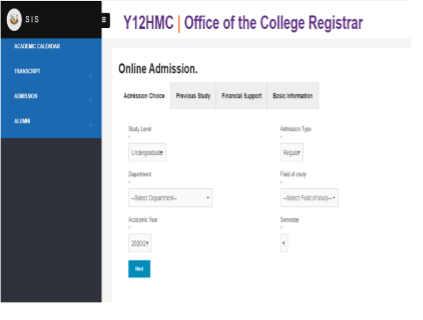 SIS
Y12HMC | Office of the College Registrar
ACADEMIC CALENDAR
TRANSCRIPT
ADMISSION
ALUMNI
Online Admission.
Admission Choice Previous Study Financial Support Basic Information
Study Level Admission Type
Undergraduate Regular
Department Field of study
--Select Department-- --Select Field of study--
Academic Year Semester
2020/21
Next